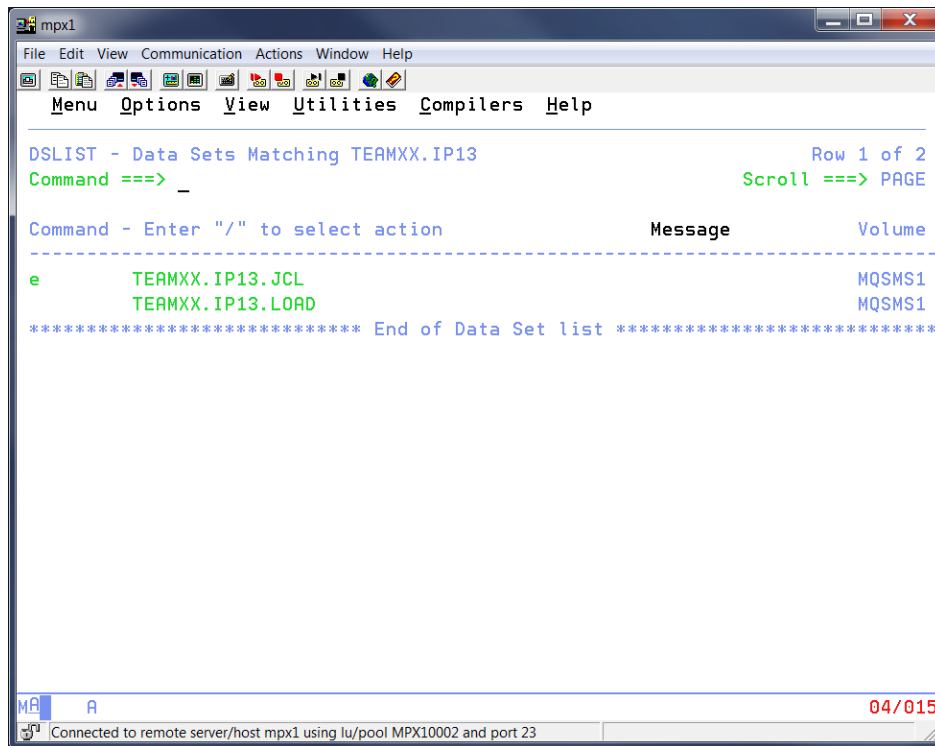 mpx1
File Edit View Communication Actions Window Help
Menu Options View Utilities Compilers Help
DSLIST - Data Sets Matching TEAMXX.IP13 Row 1 of 2
Command ===> _ Scroll ===> PAGE
Command - Enter "/" to select action Message Volume
-------------------------------------------------------------------------------
e TEAMXX.IP13.JCL MQSMS1
TEAMXX.IP13.LOAD MQSMS1
***************************** End of Data Set list ****************************
MA A 04/015
Connected to remote server/host mpx1 using lu/pool MPX10002 and port 23